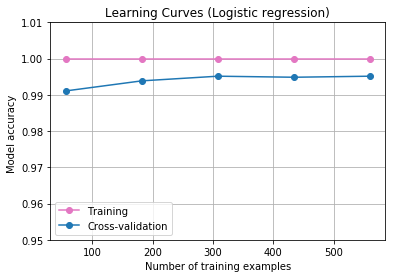 Learning Curves (Logistic regression)
Model accuracy
1.01
1.00
0.99
0.98
0.97
0.96
0.95
Training
Cross-validation
100 200 300 400 500
Number of training examples